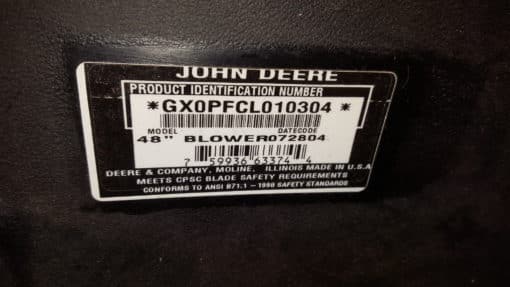 JOHN DEERE
PRODUCT IDENTIFICATION NUMBER
*GX0PFCL010304 *
MODEL DATECODE
48" BLOWER072804
7 59936 63374 4
DEERE & COMPANY, MOLINE, ILLINOIS MADE IN U.S.A
MEETS CPSC BLADE SAFETY REQUIREMENTS
CONFORMS TO ANSI B71.1 - 1998 SAFETY STANDARDS